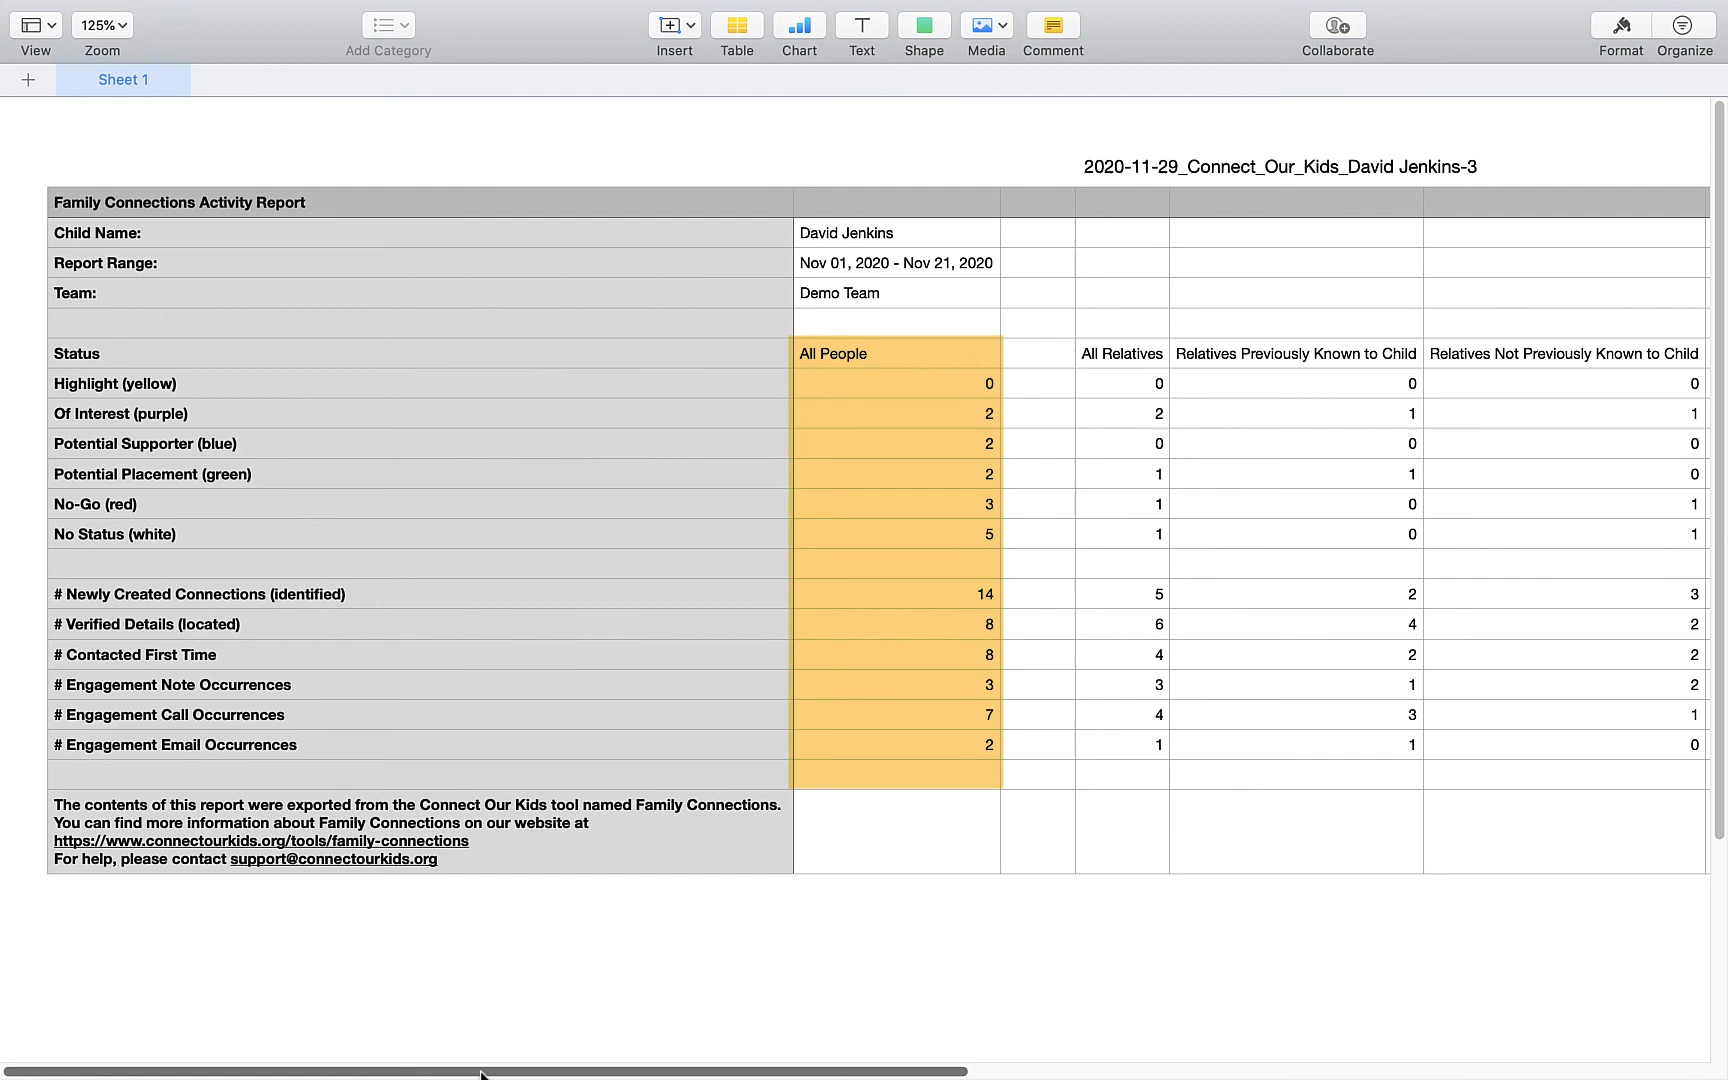 125%
View
Zoom
Add Category
Insert
Table
Chart
Text
Shape
Media
Comment
Collaborate
Format
Organize
Sheet 1
2020-11-29_Connect_Our_Kids_David Jenkins-3
Family Connections Activity Report
Child Name: David Jenkins
Report Range: Nov 01, 2020 - Nov 21, 2020
Team: Demo Team
Status All People All Relatives Relatives Previously Known to Child Relatives Not Previously Known to Child
Highlight (yellow) 0 0 0 0
Of Interest (purple) 2 2 1 1
Potential Supporter (blue) 2 0 0 0
Potential Placement (green) 2 1 1 0
No-Go (red) 3 1 0 1
No Status (white) 5 1 0 1
# Newly Created Connections (identified) 14 5 2 3
# Verified Details (located) 8 6 4 2
# Contacted First Time 8 4 2 2
# Engagement Note Occurrences 3 3 1 2
# Engagement Call Occurrences 7 4 3 1
# Engagement Email Occurrences 2 1 1 0
The contents of this report were exported from the Connect Our Kids tool named Family Connections.
You can find more information about Family Connections on our website at
https://www.connectourkids.org/tools/family-connections
For help, please contact support@connectourkids.org